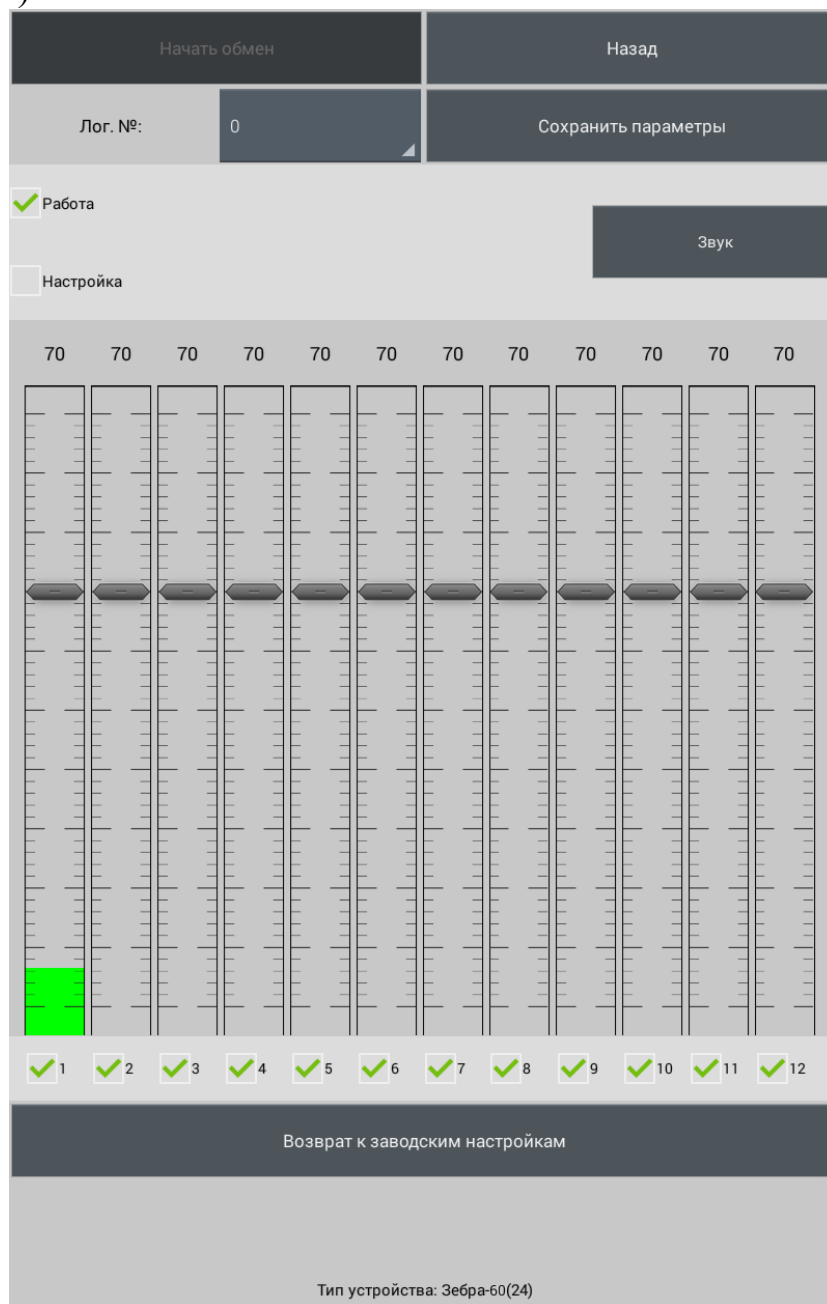 Начать обмен Назад
Лог. №: 0 Сохранить параметры
Работа
Звук
Настройка
70 70 70 70 70 70 70 70 70 70 70 70
1 2 3 4 5 6 7 8 9 10 11 12
Возврат к заводским настройкам
Тип устройства: Зебра-60(24)